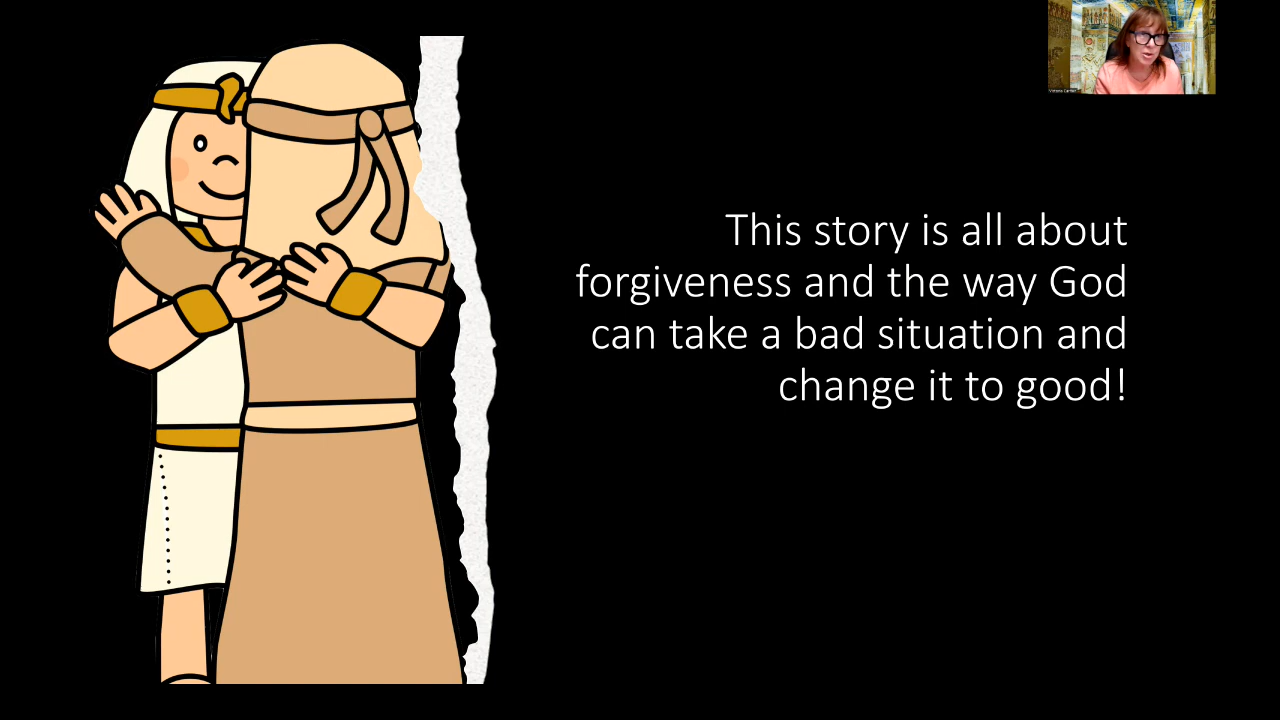 This story is all about
forgiveness and the way God
can take a bad situation and
change it to good!